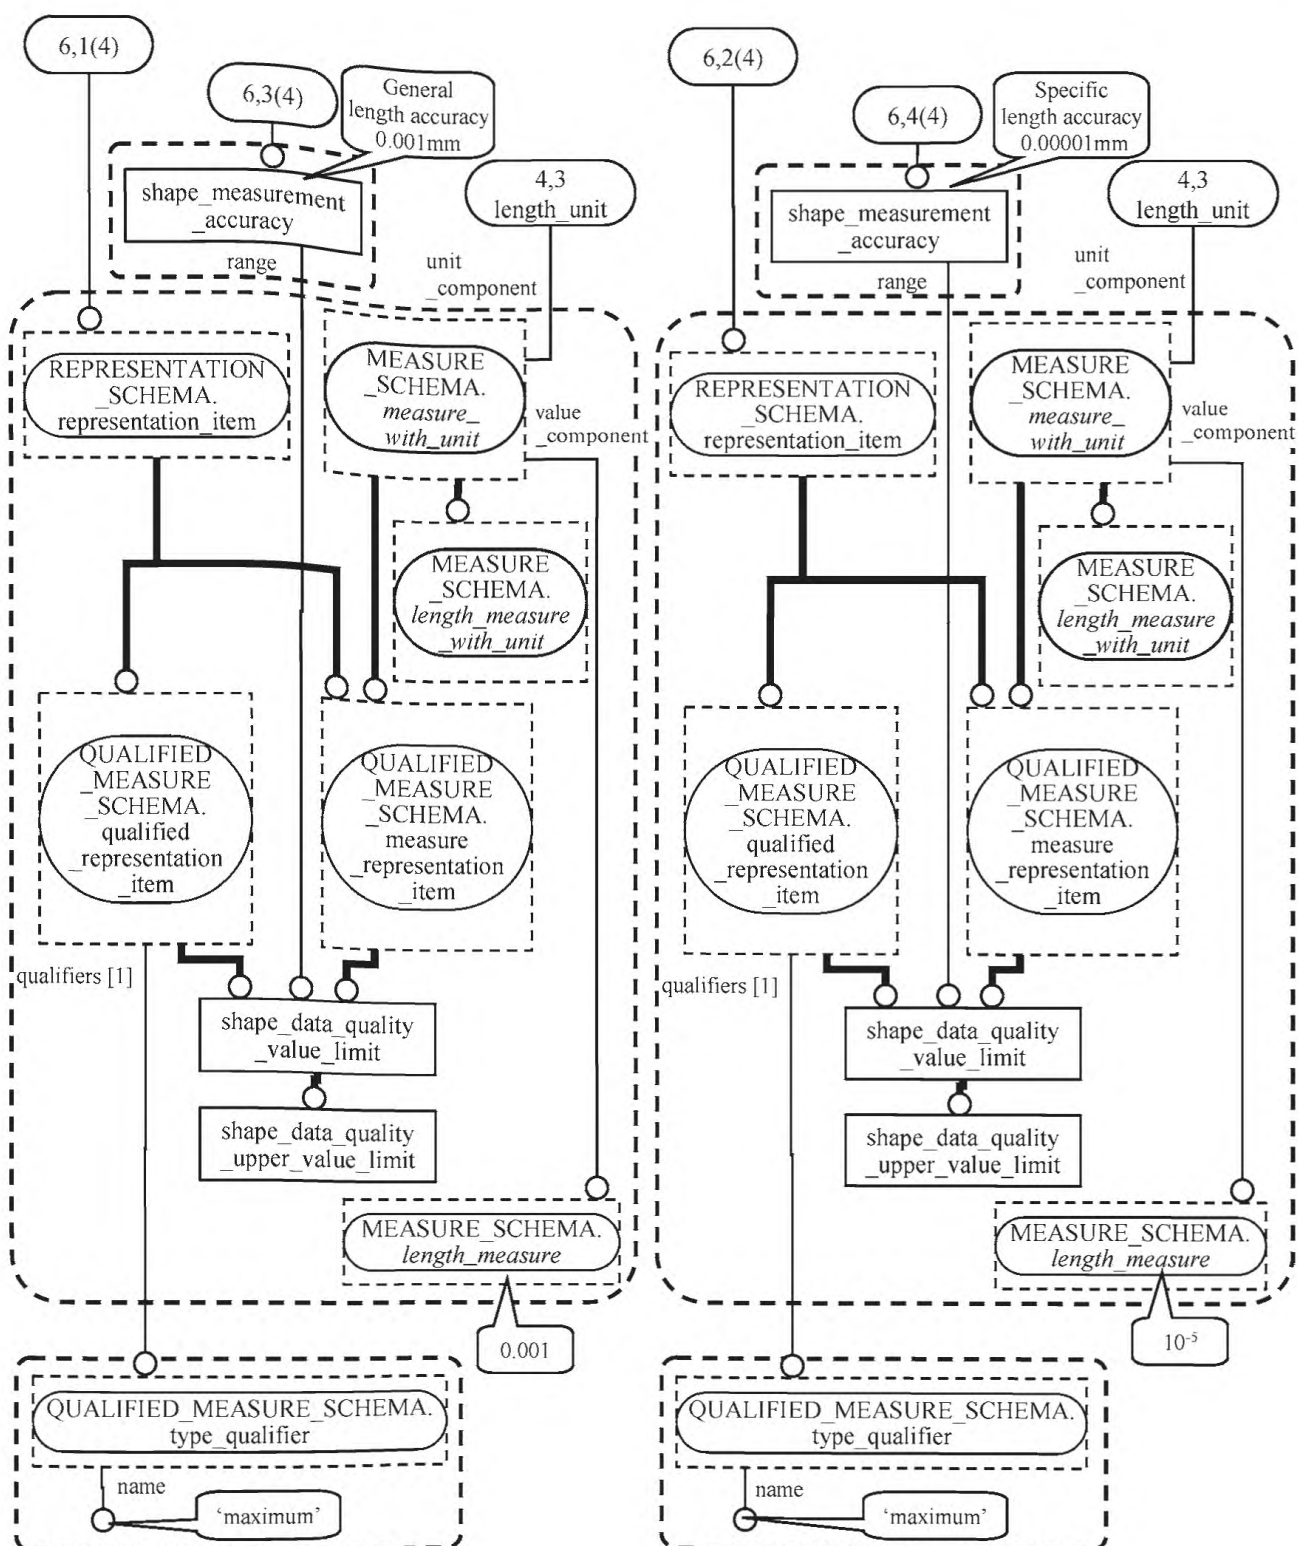 6,1(4)
6,3(4)
General
length accuracy
0.001mm
shape_measurement
_accuracy
4,3
length_unit
range
unit
_component
REPRESENTATION
_SCHEMA.
representation_item
MEASURE
_SCHEMA.
measure_
with_unit
value
_component
MEASURE
_SCHEMA.
length_measure
_with_unit
QUALIFIED
_MEASURE
_SCHEMA.
qualified
_representation
_item
QUALIFIED
_MEASURE
_SCHEMA.
measure
_representation
_item
qualifiers [1]
shape_data_quality
_value_limit
shape_data_quality
_upper_value_limit
MEASURE_SCHEMA.
length_measure
0.001
QUALIFIED_MEASURE_SCHEMA.
type_qualifier
name
‘maximum’
6,2(4)
6,4(4)
Specific
length accuracy
0.00001mm
shape_measurement
_accuracy
4,3
length_unit
range
unit
_component
REPRESENTATION
_SCHEMA.
representation_item
MEASURE
_SCHEMA.
measure_
with_unit
value
_component
MEASURE
_SCHEMA.
length_measure
_with_unit
QUALIFIED
_MEASURE
_SCHEMA.
qualified
_representation
_item
QUALIFIED
_MEASURE
_SCHEMA.
measure
_representation
_item
qualifiers [1]
shape_data_quality
_value_limit
shape_data_quality
_upper_value_limit
MEASURE_SCHEMA.
length_measure
10⁻⁵
QUALIFIED_MEASURE_SCHEMA.
type_qualifier
name
‘maximum’